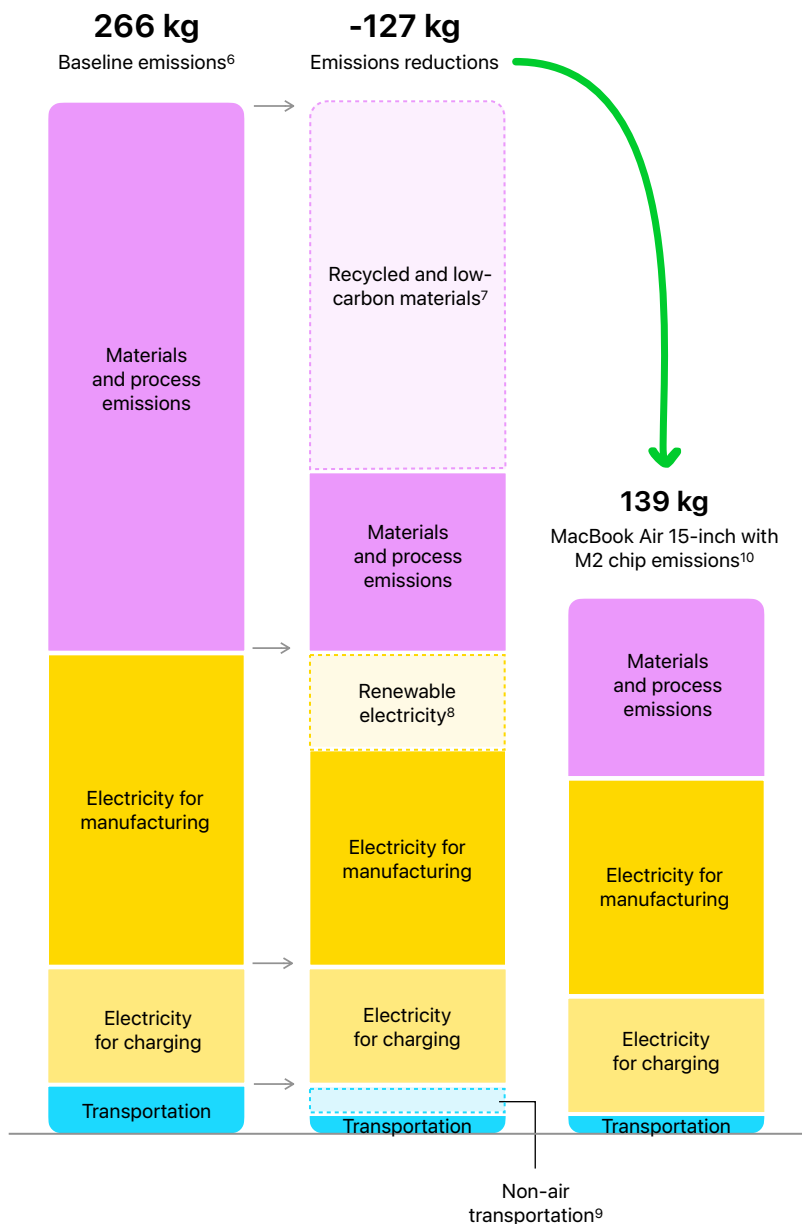 266 kg
Baseline emissions⁶
Materials
and process
emissions
Electricity for
manufacturing
Electricity
for charging
Transportation
-127 kg
Emissions reductions
Recycled and low-
carbon materials⁷
Materials
and process
emissions
Renewable
electricity⁸
Electricity for
manufacturing
Electricity
for charging
Transportation
Non-air
transportation⁹
139 kg
MacBook Air 15-inch with
M2 chip emissions¹⁰
Materials
and process
emissions
Electricity for
manufacturing
Electricity
for charging
Transportation